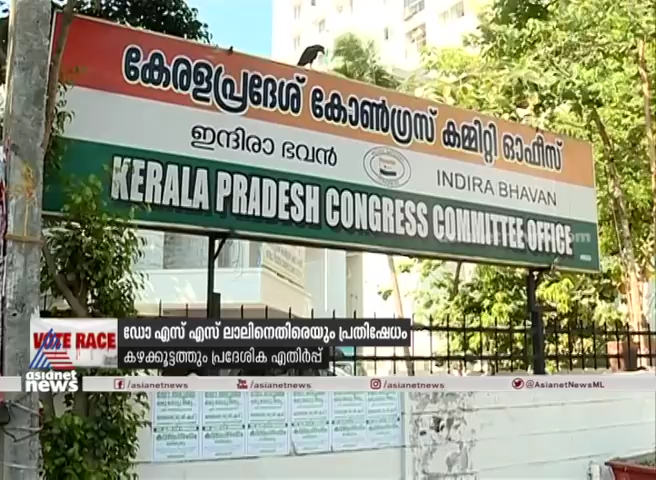 കേരളപ്രദേശ് കോൺഗ്രസ് കമ്മിറ്റി ഓഫീസ്
ഇന്ദിരാ ഭവൻ
INDIRA BHAVAN
KERALA PRADESH CONGRESS COMMITTEE OFFICE
VOTE RACE
ഡോ എസ് എസ് ലാലിനെതിരെയും പ്രതിഷേധം
കഴക്കൂട്ടത്തും പ്രദേശിക എതിർപ്പ്
asianet news
asianetnews
asianetnews
asianetnews
AsianetNewsML